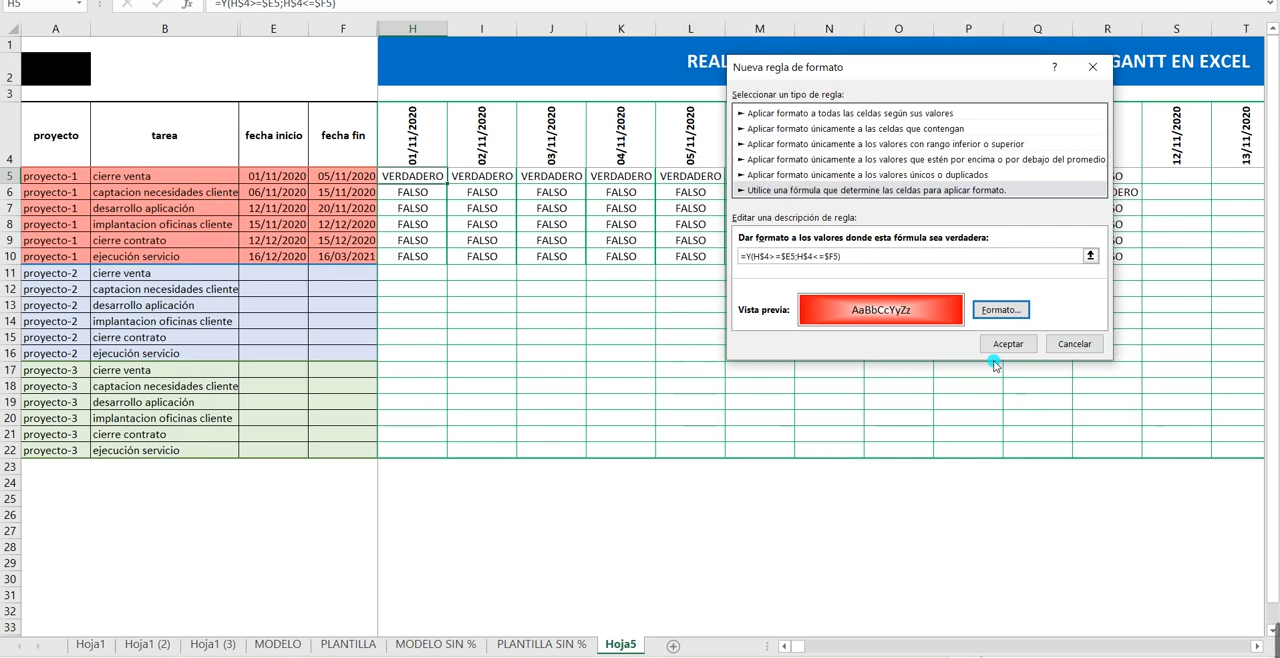 H5
=Y(H$4>=$E5;H$4<=$F5)
A B E F H I J K L M N O P Q R S T
1
REAL
GANTT EN EXCEL
2
3
4 proyecto tarea fecha inicio fecha fin 01/11/2020 02/11/2020 03/11/2020 04/11/2020 05/11/2020 12/11/2020 13/11/2020
5 proyecto-1 cierre venta 01/11/2020 05/11/2020 VERDADERO VERDADERO VERDADERO VERDADERO VERDADERO SO
6 proyecto-1 captacion necesidades cliente 06/11/2020 15/11/2020 FALSO FALSO FALSO FALSO FALSO DERO
7 proyecto-1 desarrollo aplicación 12/11/2020 20/11/2020 FALSO FALSO FALSO FALSO FALSO SO
8 proyecto-1 implantacion oficinas cliente 15/11/2020 12/12/2020 FALSO FALSO FALSO FALSO FALSO SO
9 proyecto-1 cierre contrato 12/12/2020 15/12/2020 FALSO FALSO FALSO FALSO FALSO SO
10 proyecto-1 ejecución servicio 16/12/2020 16/03/2021 FALSO FALSO FALSO FALSO FALSO SO
11 proyecto-2 cierre venta
12 proyecto-2 captacion necesidades cliente
13 proyecto-2 desarrollo aplicación
14 proyecto-2 implantacion oficinas cliente
15 proyecto-2 cierre contrato
16 proyecto-2 ejecución servicio
17 proyecto-3 cierre venta
18 proyecto-3 captacion necesidades cliente
19 proyecto-3 desarrollo aplicación
20 proyecto-3 implantacion oficinas cliente
21 proyecto-3 cierre contrato
22 proyecto-3 ejecución servicio
23
24
25
26
27
28
29
30
31
32
33
Nueva regla de formato ?
Seleccionar un tipo de regla:
► Aplicar formato a todas las celdas según sus valores
► Aplicar formato únicamente a las celdas que contengan
► Aplicar formato únicamente a los valores con rango inferior o superior
► Aplicar formato únicamente a los valores que estén por encima o por debajo del promedio
► Aplicar formato únicamente a los valores únicos o duplicados
► Utilice una fórmula que determine las celdas para aplicar formato.
Editar una descripción de regla:
Dar formato a los valores donde esta fórmula sea verdadera:
=Y(H$4>=$E5;H$4<=$F5)
Vista previa: AaBbCcYyZz Formato...
Aceptar Cancelar
Hoja1 Hoja1 (2) Hoja1 (3) MODELO PLANTILLA MODELO SIN % PLANTILLA SIN % Hoja5